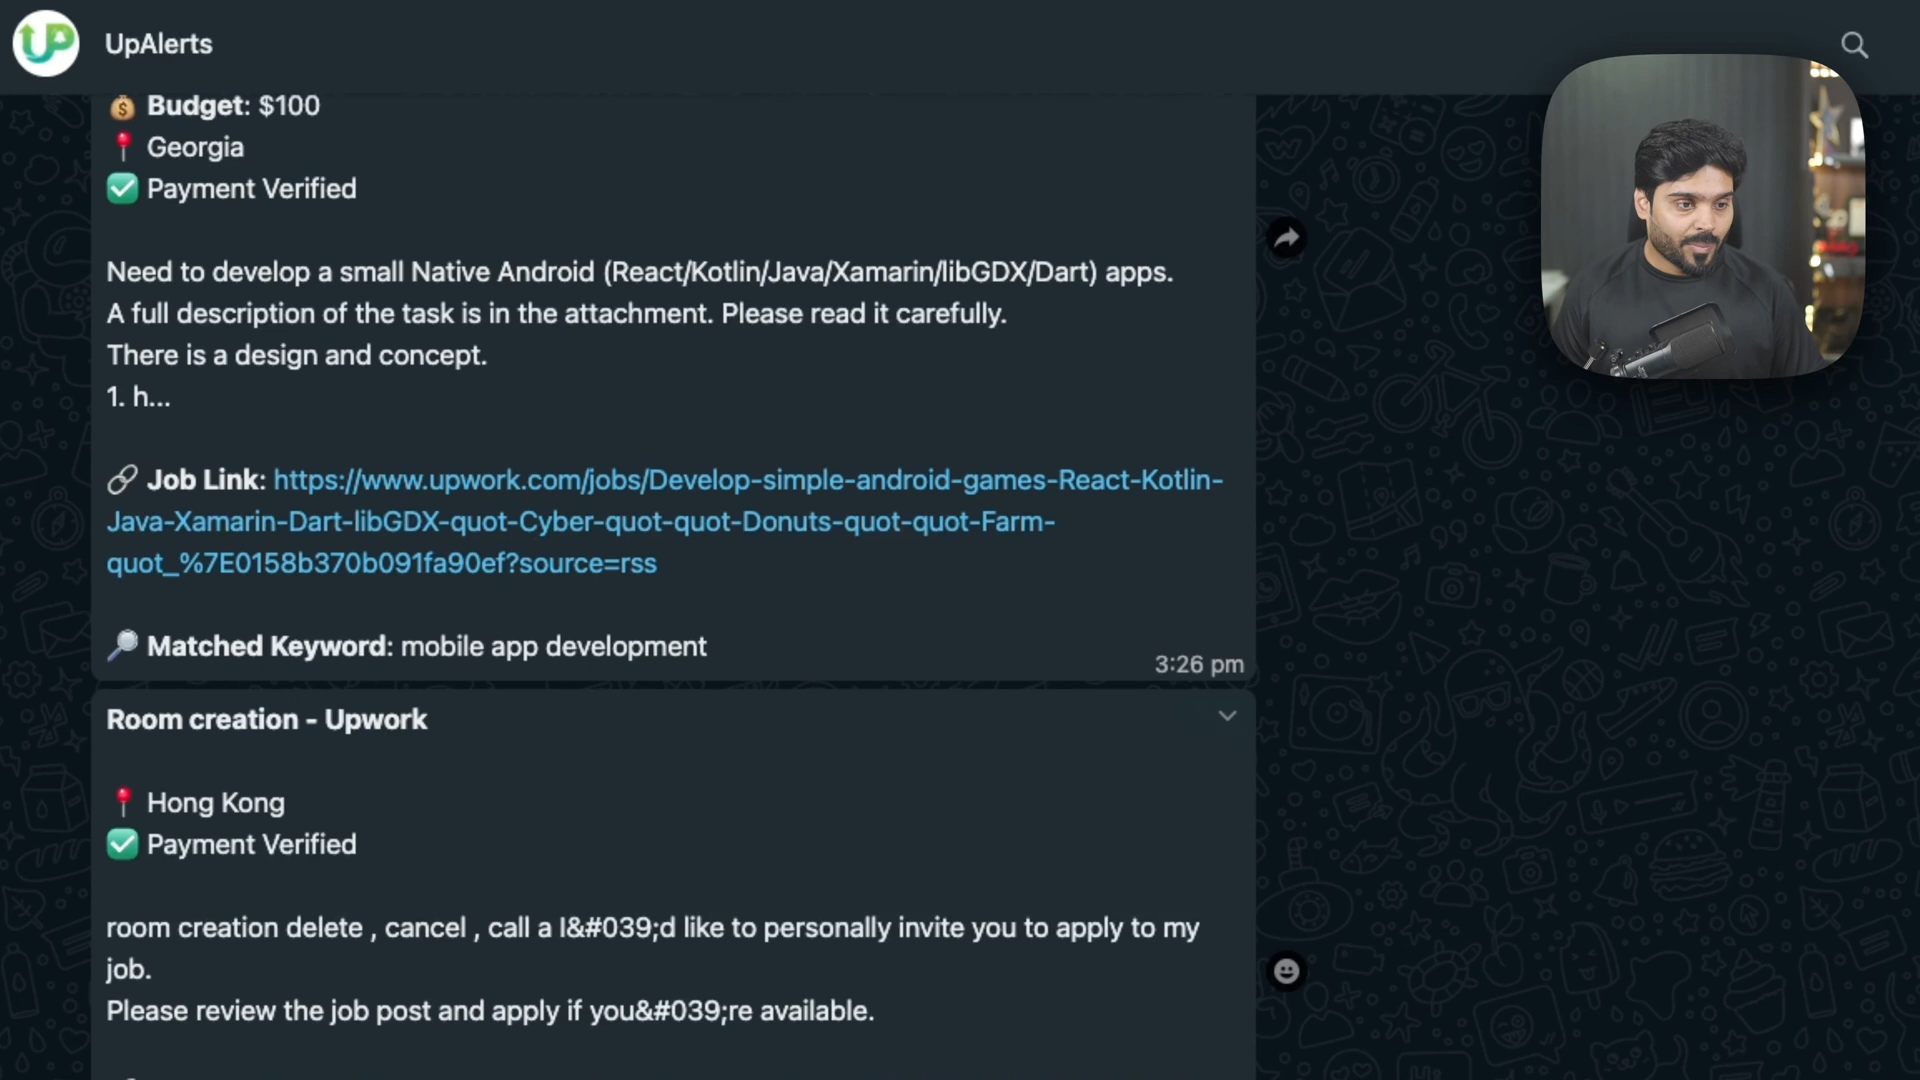 UP
UpAlerts
Budget: $100
Georgia
Payment Verified
Need to develop a small Native Android (React/Kotlin/Java/Xamarin/libGDX/Dart) apps.
A full description of the task is in the attachment. Please read it carefully.
There is a design and concept.
1. h...
Job Link: https://www.upwork.com/jobs/Develop-simple-android-games-React-Kotlin-
Java-Xamarin-Dart-libGDX-quot-Cyber-quot-quot-Donuts-quot-quot-Farm-
quot_%7E0158b370b091fa90ef?source=rss
Matched Keyword: mobile app development
3:26 pm
Room creation - Upwork
Hong Kong
Payment Verified
room creation delete , cancel , call a I&#039;d like to personally invite you to apply to my
job.
Please review the job post and apply if you&#039;re available.